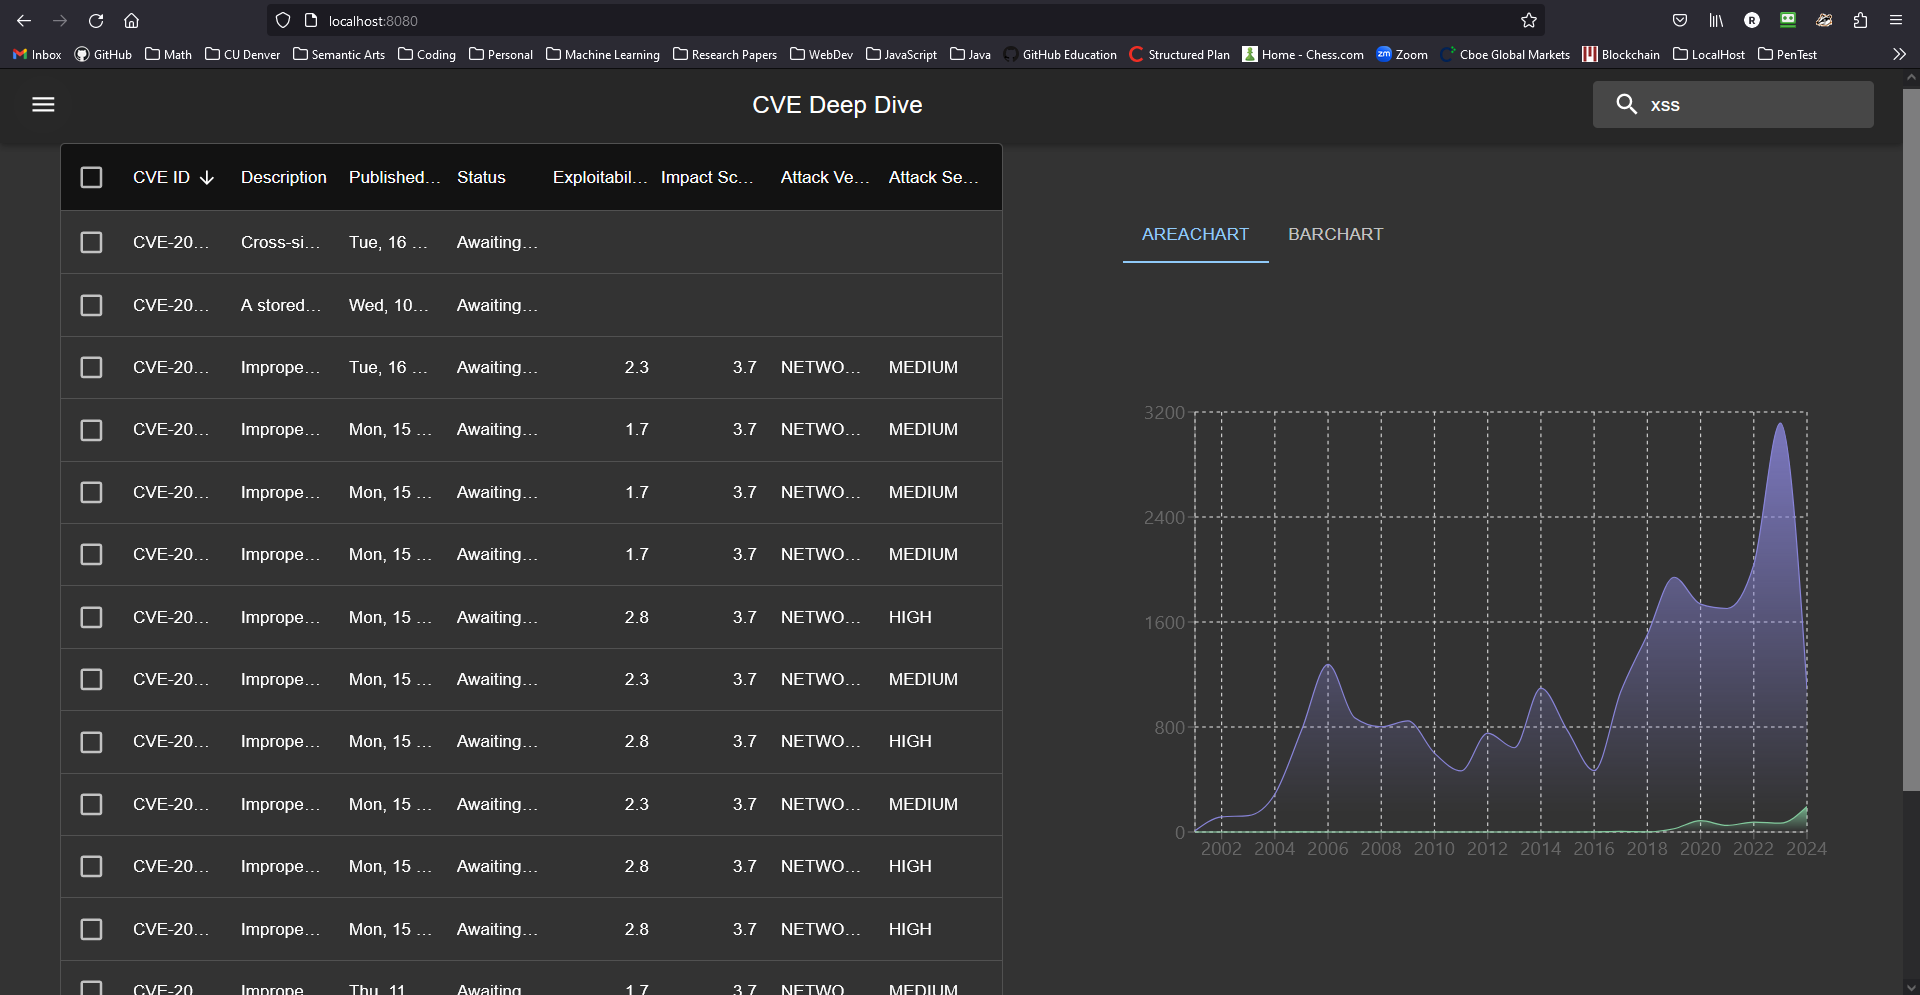 localhost:8080
Inbox GitHub Math CU Denver Semantic Arts Coding Personal Machine Learning Research Papers WebDev JavaScript Java GitHub Education Structured Plan Home - Chess.com zm Zoom Cboe Global Markets Blockchain LocalHost PenTest
CVE Deep Dive
xss
CVE ID Description Published... Status Exploitabil... Impact Sc... Attack Ve... Attack Se...
CVE-20... Cross-si... Tue, 16 ... Awaiting...
CVE-20... A stored... Wed, 10... Awaiting...
CVE-20... Imprope... Tue, 16 ... Awaiting... 2.3 3.7 NETWO... MEDIUM
CVE-20... Imprope... Mon, 15 ... Awaiting... 1.7 3.7 NETWO... MEDIUM
CVE-20... Imprope... Mon, 15 ... Awaiting... 1.7 3.7 NETWO... MEDIUM
CVE-20... Imprope... Mon, 15 ... Awaiting... 1.7 3.7 NETWO... MEDIUM
CVE-20... Imprope... Mon, 15 ... Awaiting... 2.8 3.7 NETWO... HIGH
CVE-20... Imprope... Mon, 15 ... Awaiting... 2.3 3.7 NETWO... MEDIUM
CVE-20... Imprope... Mon, 15 ... Awaiting... 2.8 3.7 NETWO... HIGH
CVE-20... Imprope... Mon, 15 ... Awaiting... 2.3 3.7 NETWO... MEDIUM
CVE-20... Imprope... Mon, 15 ... Awaiting... 2.8 3.7 NETWO... HIGH
CVE-20... Imprope... Mon, 15 ... Awaiting... 2.8 3.7 NETWO... HIGH
CVE-20... Imprope... Thu, 11 ... Awaiting... 1.7 3.7 NETWO... MEDIUM
AREACHART BARCHART
3200
2400
1600
800
0
2002 2004 2006 2008 2010 2012 2014 2016 2018 2020 2022 2024